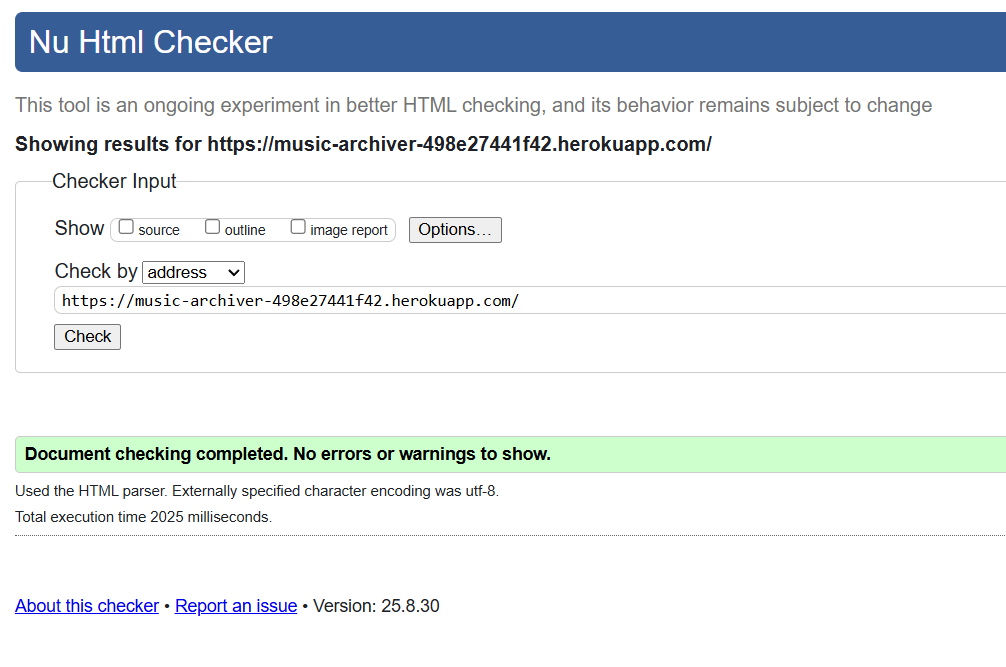 Nu Html Checker
This tool is an ongoing experiment in better HTML checking, and its behavior remains subject to change
Showing results for https://music-archiver-498e27441f42.herokuapp.com/
Checker Input
Show source outline image report Options...
Check by address
https://music-archiver-498e27441f42.herokuapp.com/
Check
Document checking completed. No errors or warnings to show.
Used the HTML parser. Externally specified character encoding was utf-8.
Total execution time 2025 milliseconds.
About this checker • Report an issue • Version: 25.8.30